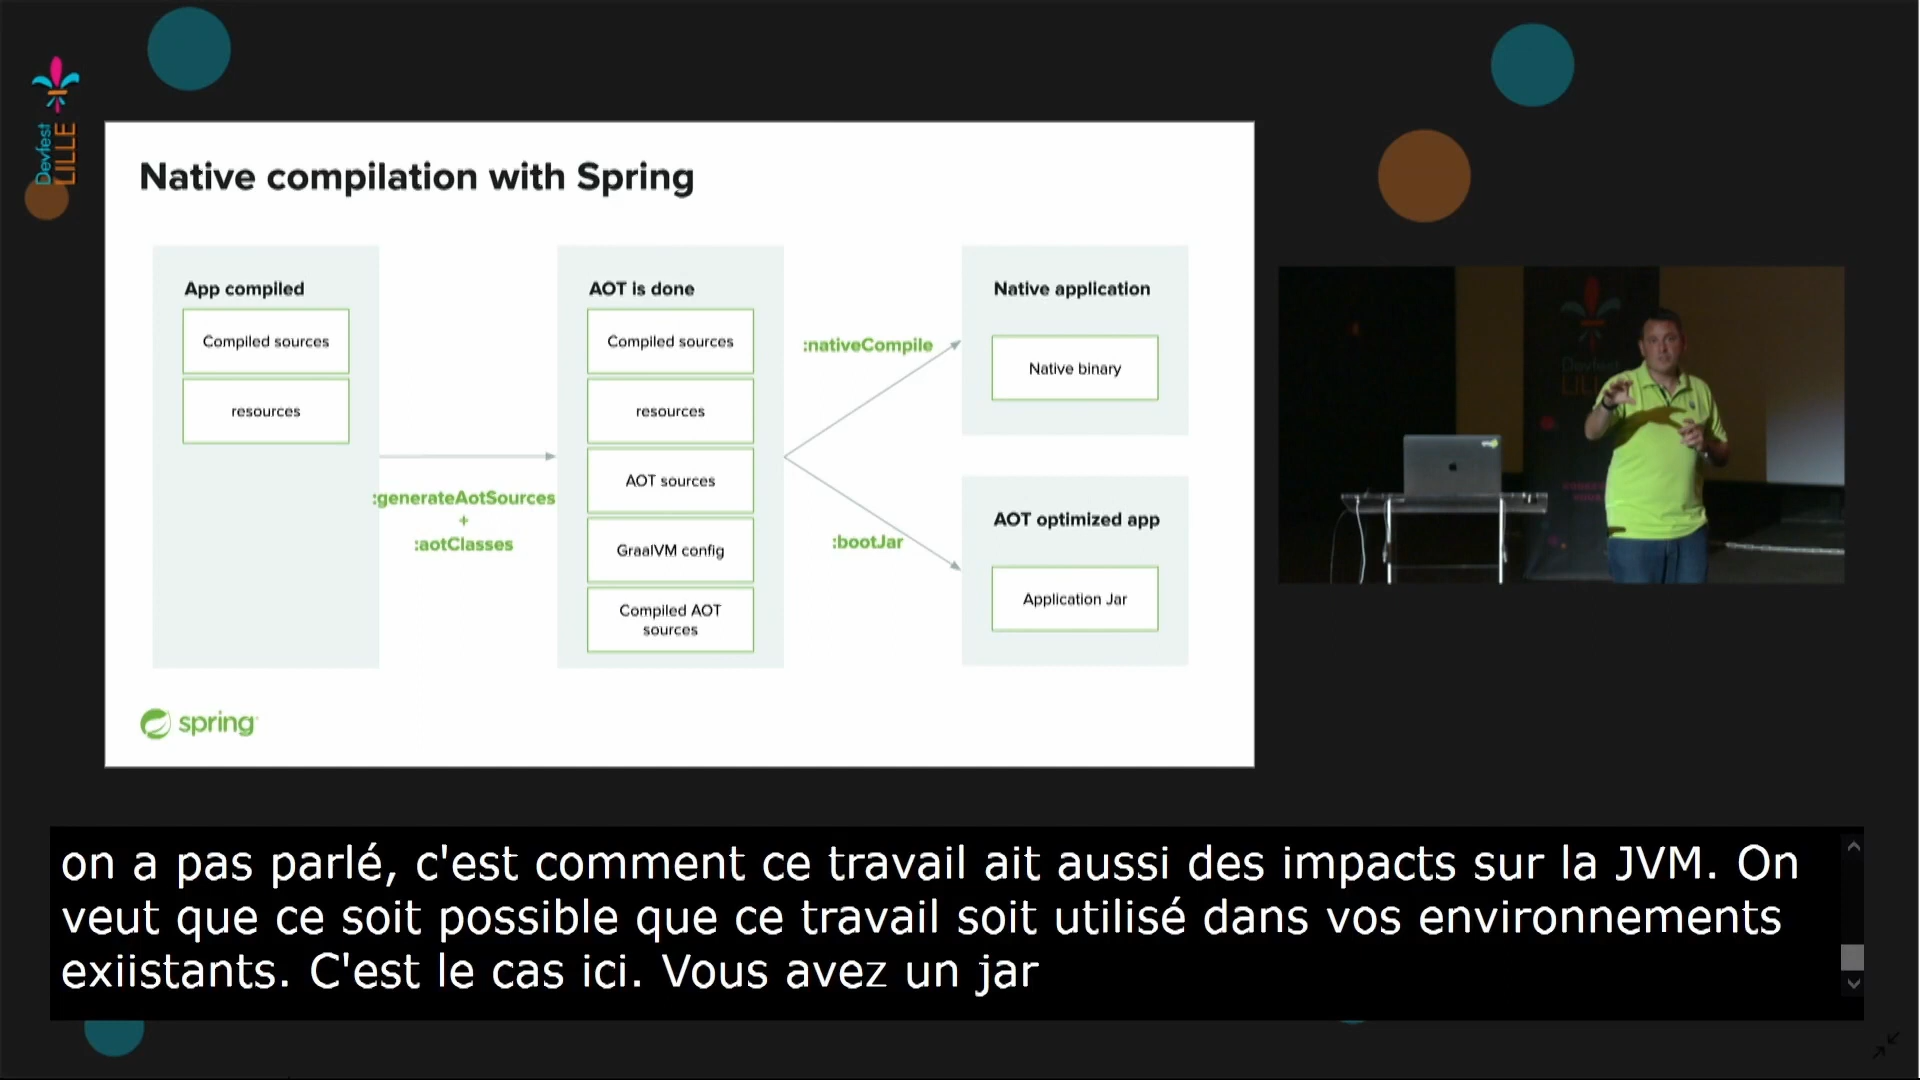 Devfest
LILLE
Native compilation with Spring
App compiled
Compiled sources
resources
:generateAotSources
+
:aotClasses
AOT is done
Compiled sources
resources
AOT sources
GraalVM config
Compiled AOT
sources
:nativeCompile
:bootJar
Native application
Native binary
AOT optimized app
Application Jar
spring
Devfest
on a pas parlé, c'est comment ce travail ait aussi des impacts sur la JVM. On
veut que ce soit possible que ce travail soit utilisé dans vos environnements
exiistants. C'est le cas ici. Vous avez un jar